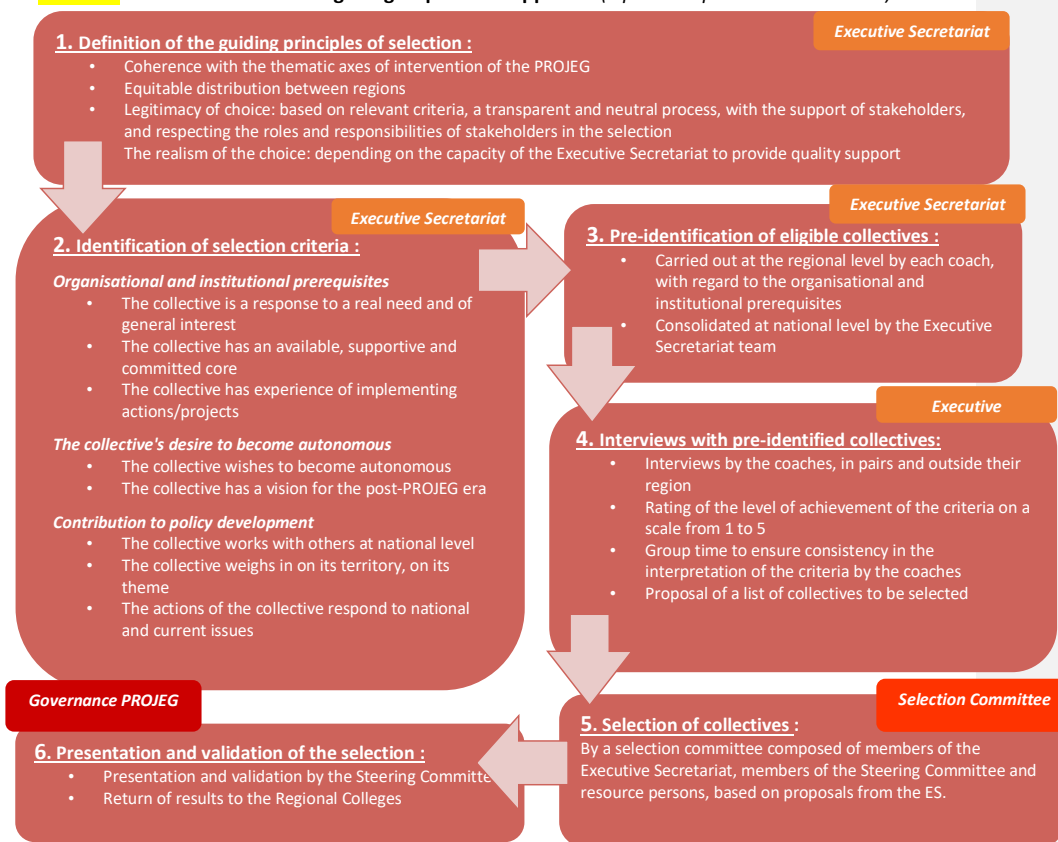 Executive Secretariat
1. Definition of the guiding principles of selection :
• Coherence with the thematic axes of intervention of the PROJEG
• Equitable distribution between regions
• Legitimacy of choice: based on relevant criteria, a transparent and neutral process, with the support of stakeholders,
and respecting the roles and responsibilities of stakeholders in the selection
The realism of the choice: depending on the capacity of the Executive Secretariat to provide quality support
Executive Secretariat
2. Identification of selection criteria :
Organisational and institutional prerequisites
• The collective is a response to a real need and of
general interest
• The collective has an available, supportive and
committed core
• The collective has experience of implementing
actions/projects
The collective's desire to become autonomous
• The collective wishes to become autonomous
• The collective has a vision for the post-PROJEG era
Contribution to policy development
• The collective works with others at national level
• The collective weighs in on its territory, on its
theme
• The actions of the collective respond to national
and current issues
Executive Secretariat
3. Pre-identification of eligible collectives :
• Carried out at the regional level by each coach,
with regard to the organisational and
institutional prerequisites
• Consolidated at national level by the Executive
Secretariat team
Executive
4. Interviews with pre-identified collectives:
• Interviews by the coaches, in pairs and outside their
region
• Rating of the level of achievement of the criteria on a
scale from 1 to 5
• Group time to ensure consistency in the
interpretation of the criteria by the coaches
• Proposal of a list of collectives to be selected
Selection Committee
5. Selection of collectives :
By a selection committee composed of members of the
Executive Secretariat, members of the Steering Committee and
resource persons, based on proposals from the ES.
Governance PROJEG
6. Presentation and validation of the selection :
• Presentation and validation by the Steering Committe
• Return of results to the Regional Colleges